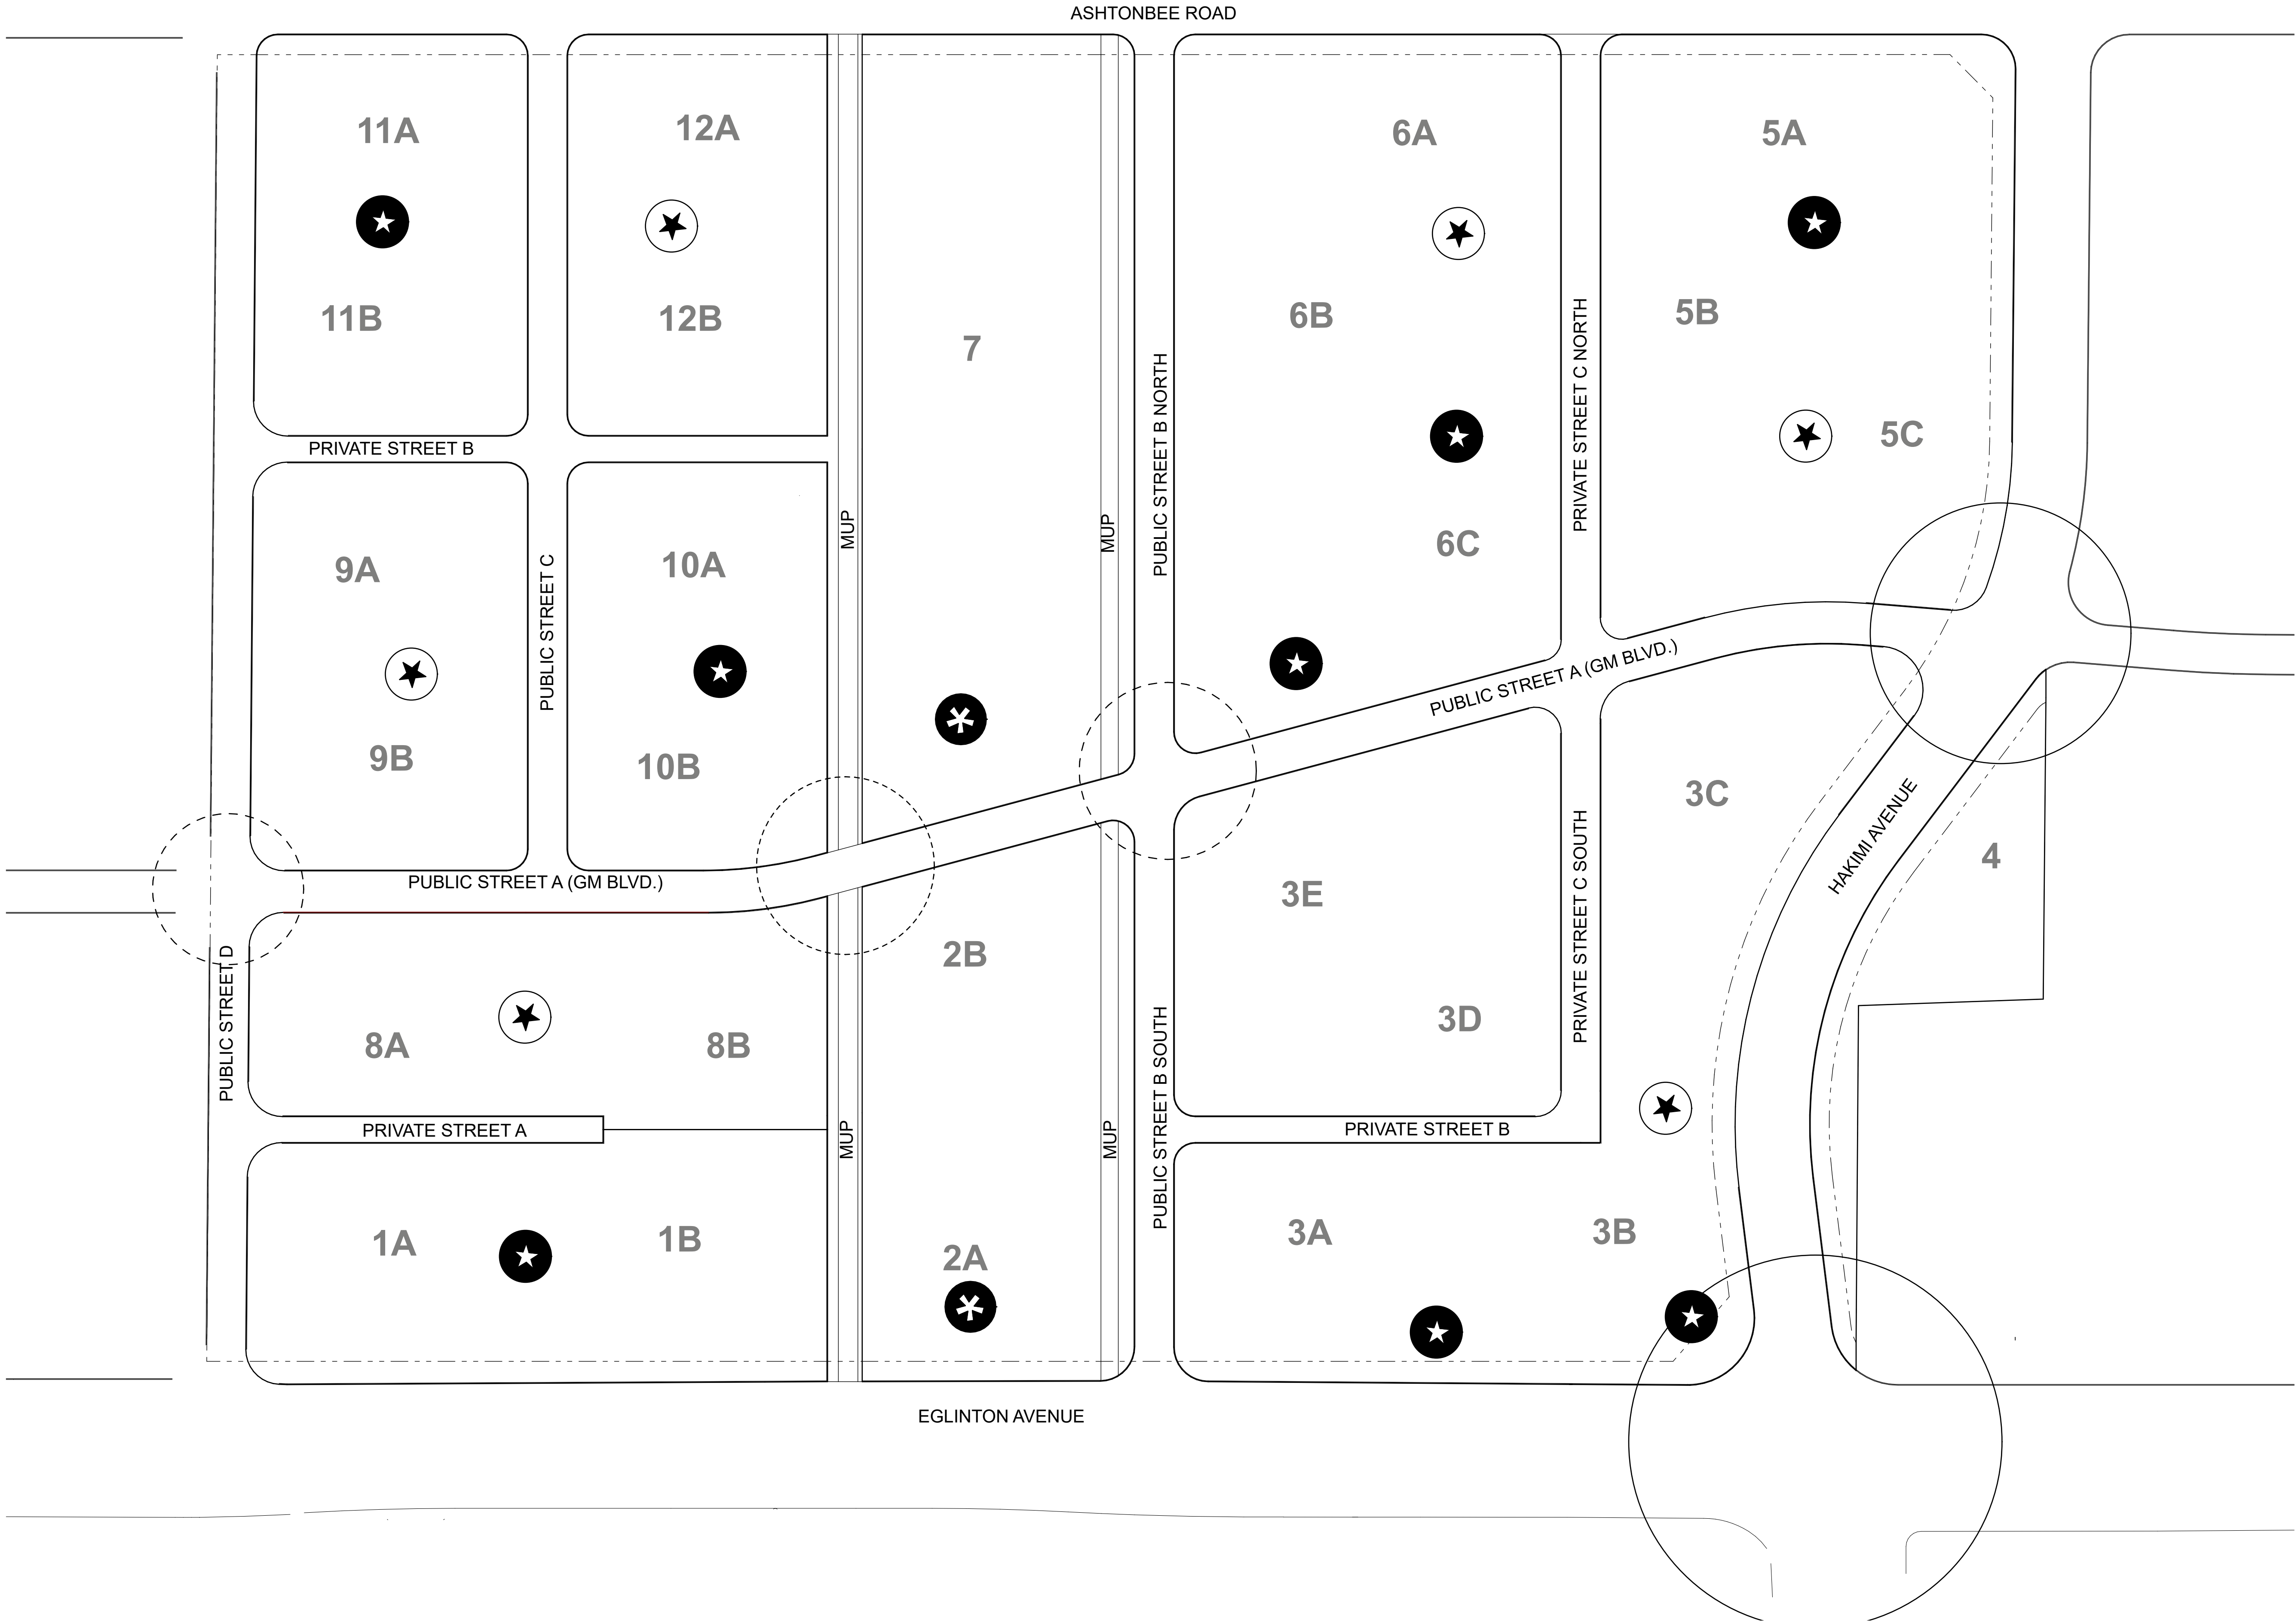 ASHTONBEE ROAD
11A
12A
6A
5A
11B
12B
7
6B
5B
5C
PRIVATE STREET B
PUBLIC STREET B NORTH
PRIVATE STREET C NORTH
MUP
MUP
9A
10A
6C
PUBLIC STREET C
9B
10B
PUBLIC STREET A (GM BLVD.)
3C
HAKIMI AVENUE
4
PUBLIC STREET A (GM BLVD.)
3E
2B
PUBLIC STREET D
PRIVATE STREET C SOUTH
3D
8A
8B
PUBLIC STREET B SOUTH
PRIVATE STREET A
MUP
MUP
PRIVATE STREET B
1A
1B
2A
3A
3B
EGLINTON AVENUE